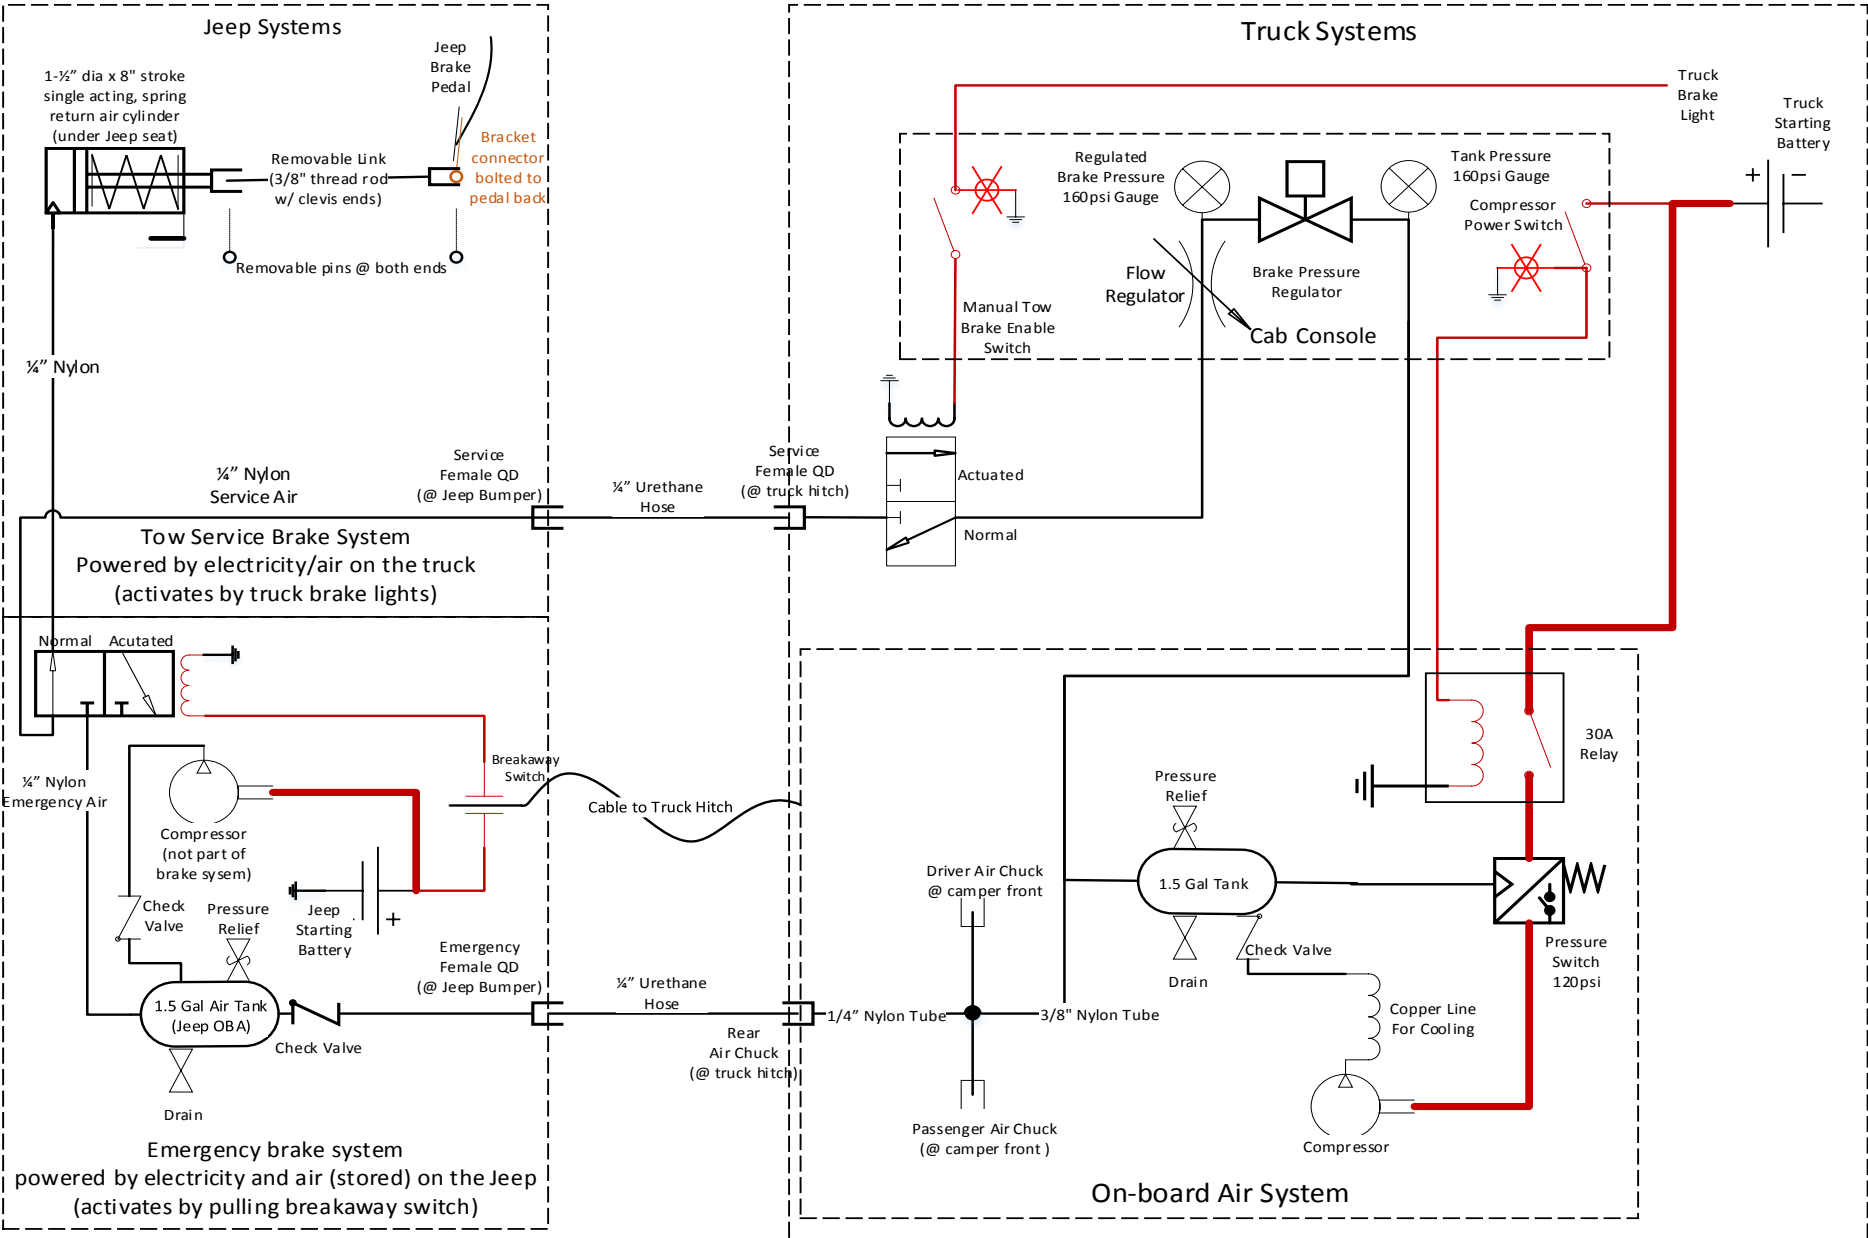 Jeep Systems
1-½” dia x 8" stroke
single acting, spring
return air cylinder
(under Jeep seat)
Jeep
Brake
Pedal
Bracket
connector
bolted to
pedal back
Removable Link
(3/8" thread rod
w/ clevis ends)
Removable pins @ both ends
¼” Nylon
¼” Nylon
Service Air
Service
Female QD
(@ Jeep Bumper)
Tow Service Brake System
Powered by electricity/air on the truck
(activates by truck brake lights)
¼” Urethane
Hose
Service
Female QD
(@ truck hitch)
Truck Systems
Truck
Brake
Light
Truck
Starting
Battery
+
−
Regulated
Brake Pressure
160psi Gauge
Tank Pressure
160psi Gauge
Compressor
Power Switch
Flow
Regulator
Brake Pressure
Regulator
Manual Tow
Brake Enable
Switch
Cab Console
Actuated
Normal
Normal
Acutated
¼” Nylon
Emergency Air
Compressor
(not part of
brake sysem)
Breakaway
Switch
Cable to Truck Hitch
Check
Valve
Pressure
Relief
Jeep
Starting
Battery
+
Emergency
Female QD
(@ Jeep Bumper)
1.5 Gal Air Tank
(Jeep OBA)
Check Valve
Drain
¼” Urethane
Hose
Rear
Air Chuck
(@ truck hitch)
Emergency brake system
powered by electricity and air (stored) on the Jeep
(activates by pulling breakaway switch)
30A
Relay
Pressure
Relief
Driver Air Chuck
@ camper front
1.5 Gal Tank
Check Valve
Drain
Pressure
Switch
120psi
1/4” Nylon Tube
3/8" Nylon Tube
Copper Line
For Cooling
Passenger Air Chuck
(@ camper front )
Compressor
On-board Air System